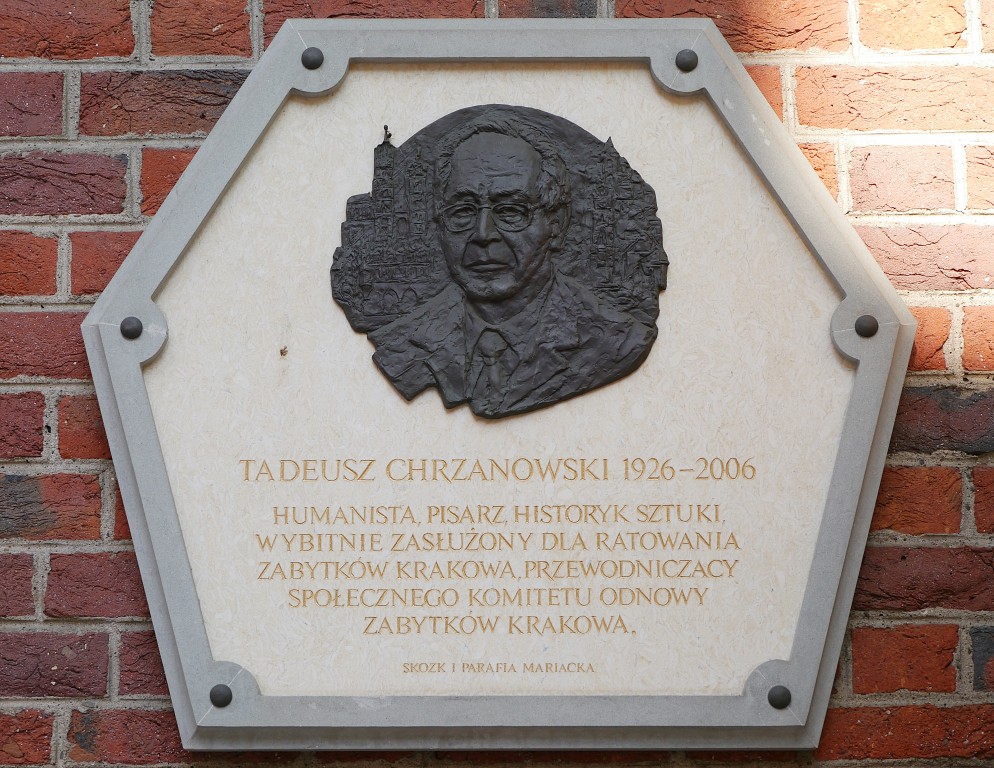 TADEUSZ CHRZANOWSKI 1926–2006
HUMANISTA, PISARZ, HISTORYK SZTUKI,
WYBITNIE ZASŁUŻONY DLA RATOWANIA
ZABYTKÓW KRAKOWA, PRZEWODNICZĄCY
SPOŁECZNEGO KOMITETU ODNOWY
ZABYTKÓW KRAKOWA.
SKOZK I PARAFIA MARIACKA